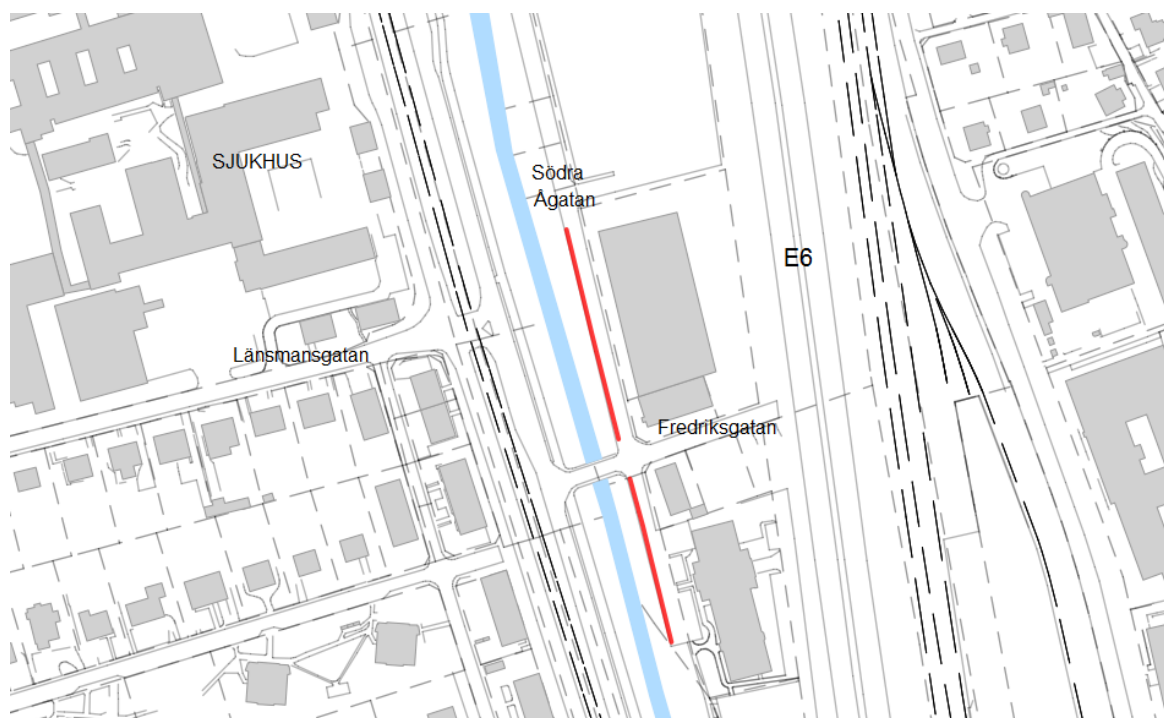 SJUKHUS
Södra
Ågatan
E6
Länsmansgatan
Fredriksgatan